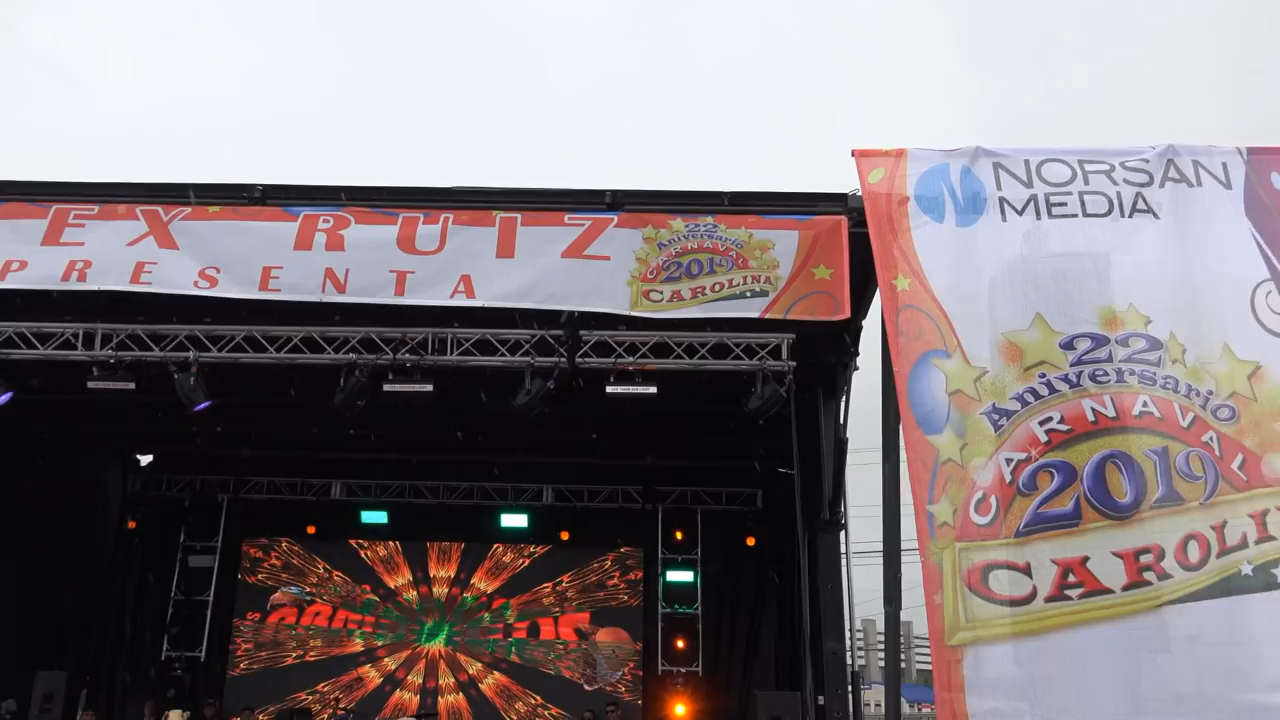 EX RUIZ
PRESENTA
22
Aniversario
CARNAVAL
2019
CAROLINA
NORSAN
MEDIA
22
Aniversario
CARNAVAL
2019
CAROLI